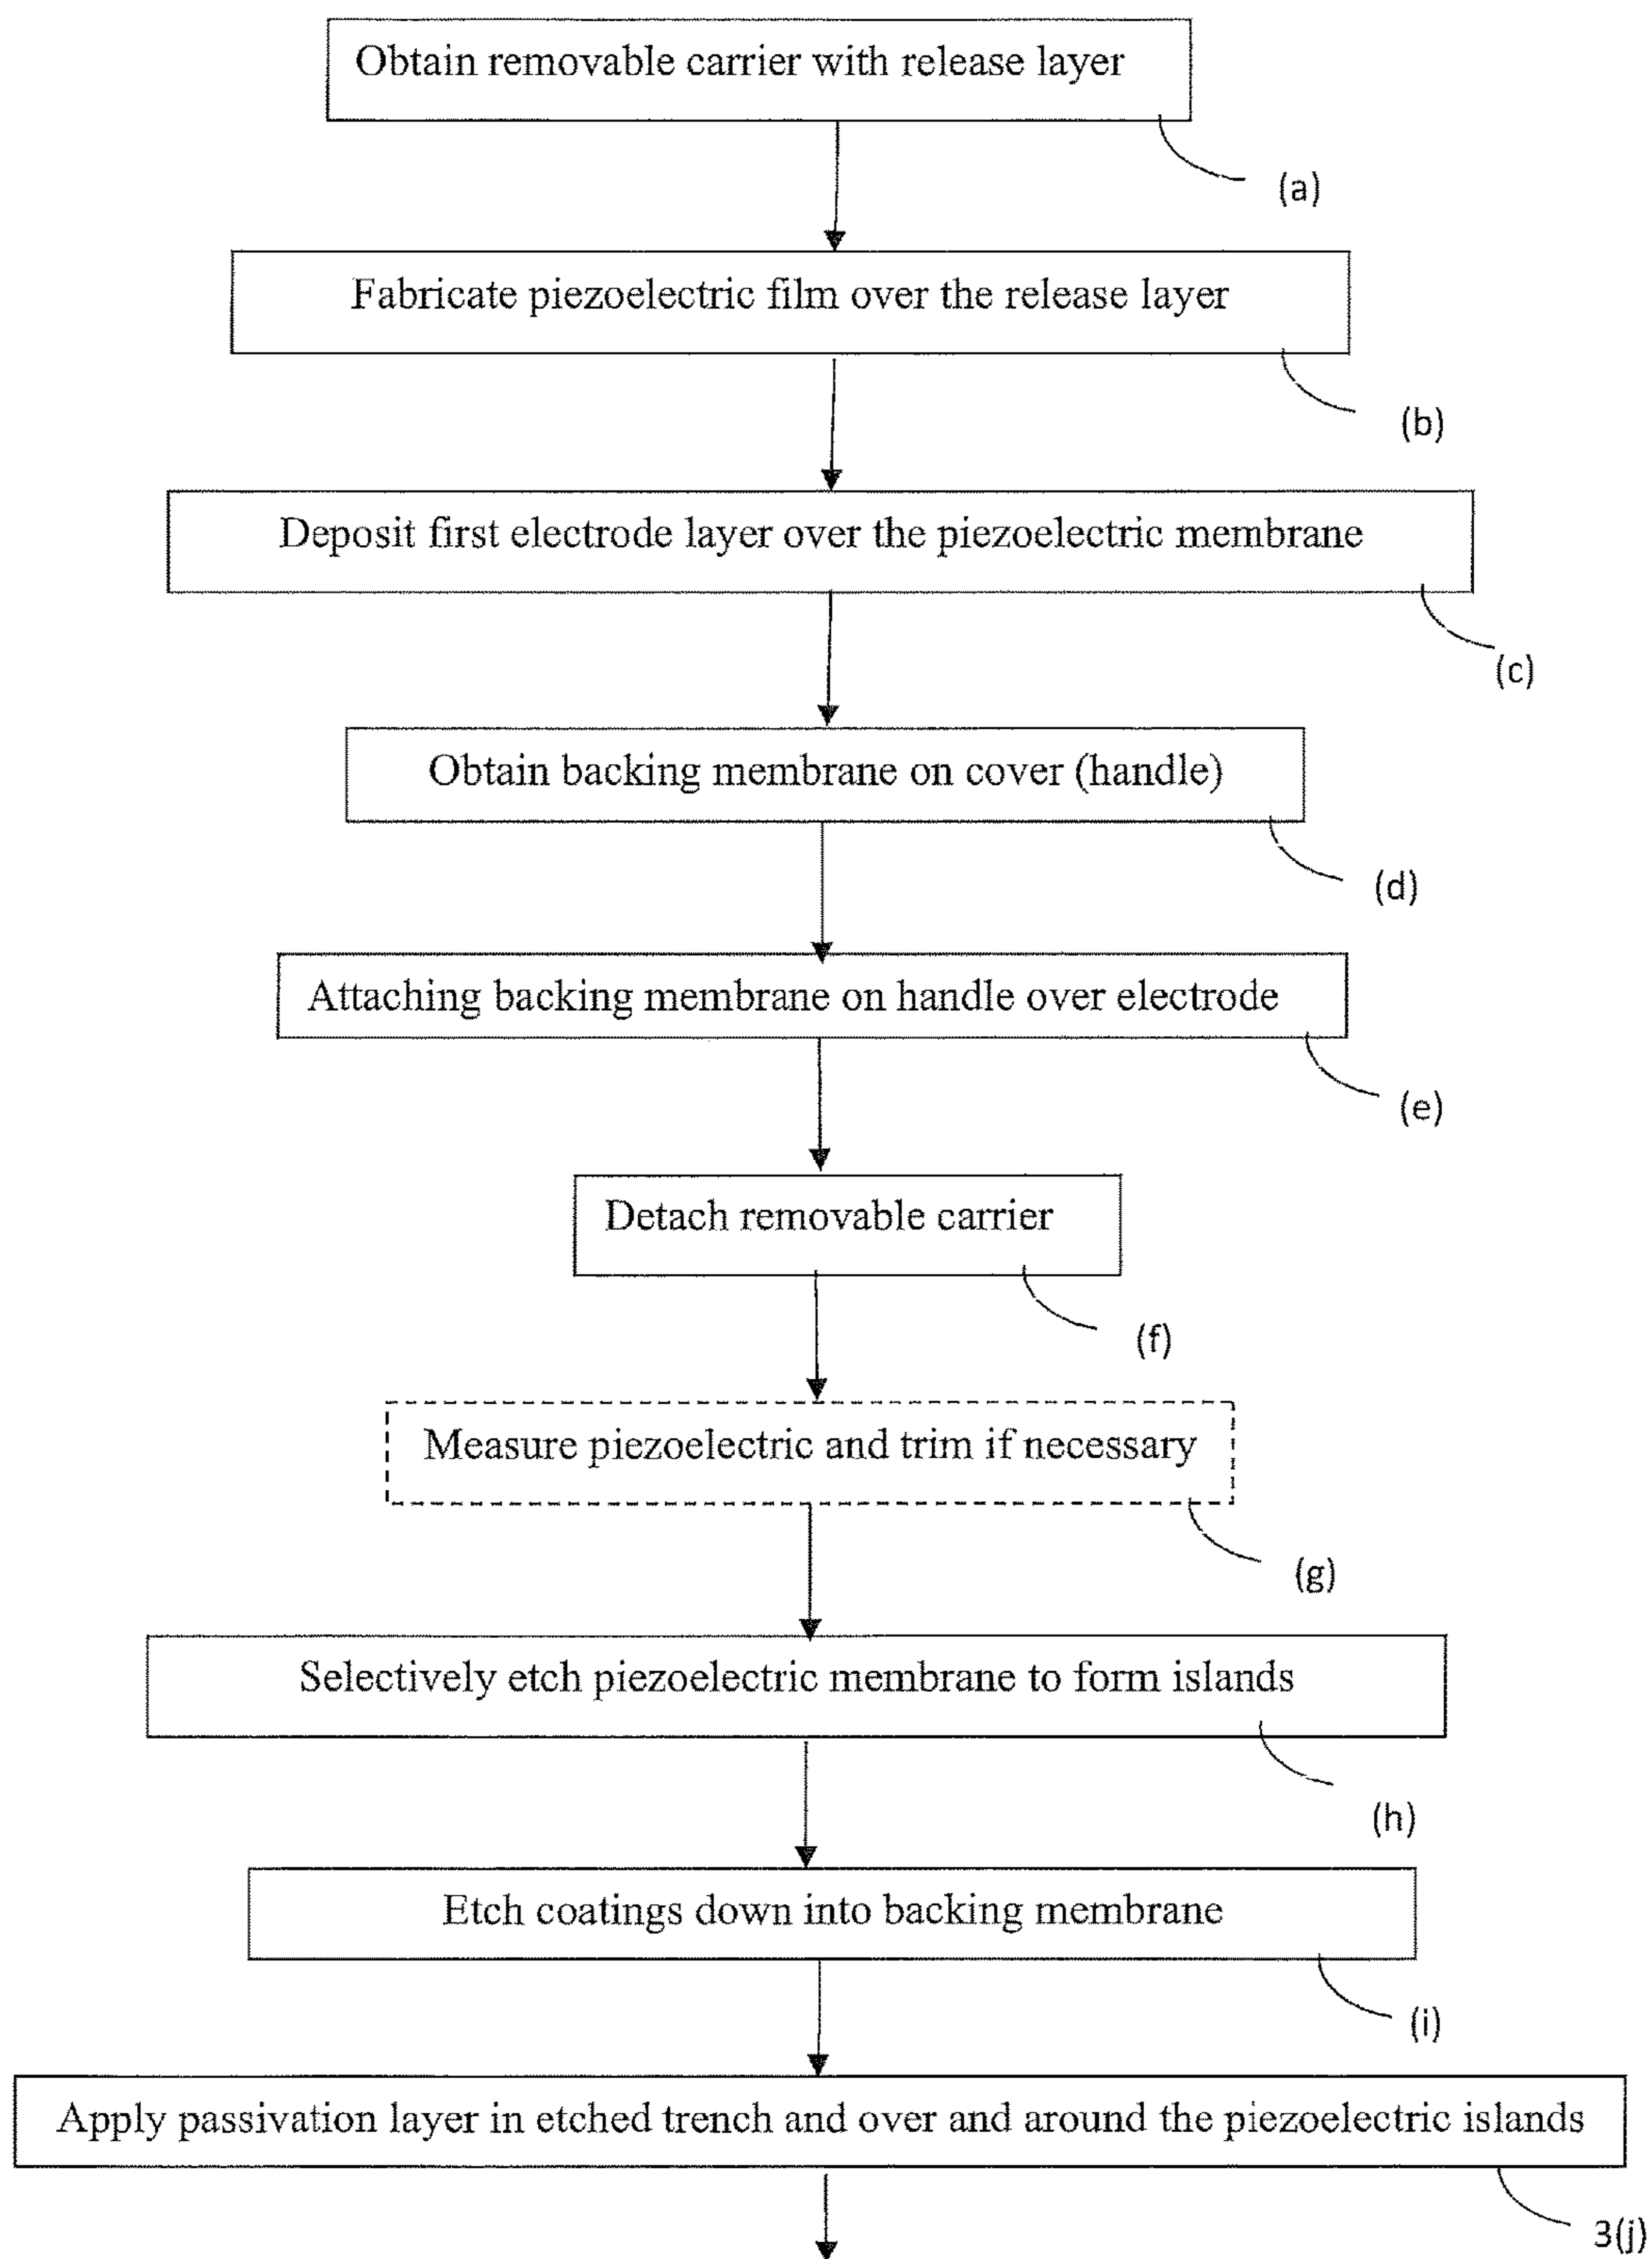 Obtain removable carrier with release layer
(a)
Fabricate piezoelectric film over the release layer
(b)
Deposit first electrode layer over the piezoelectric membrane
(c)
Obtain backing membrane on cover (handle)
(d)
Attaching backing membrane on handle over electrode
(e)
Detach removable carrier
(f)
Measure piezoelectric and trim if necessary
(g)
Selectively etch piezoelectric membrane to form islands
(h)
Etch coatings down into backing membrane
(i)
Apply passivation layer in etched trench and over and around the piezoelectric islands
3(j)